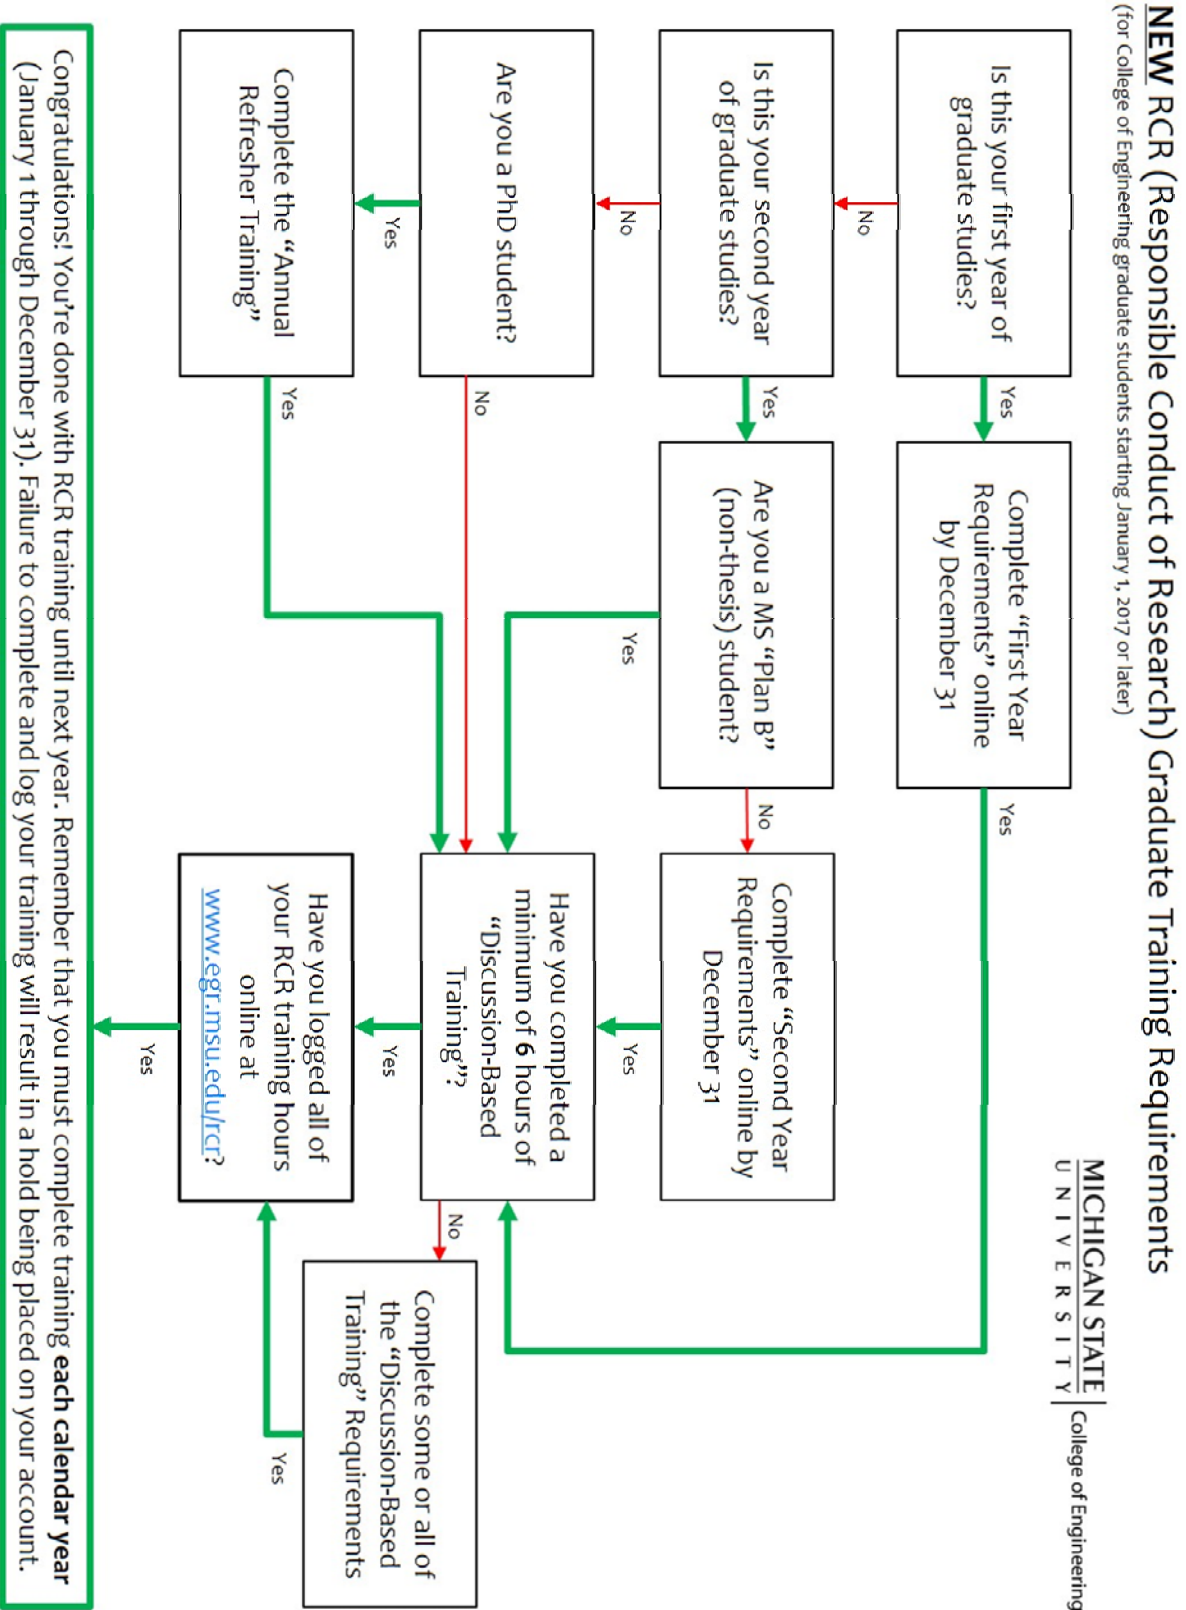 NEW RCR (Responsible Conduct of Research) Graduate Training Requirements
(for College of Engineering graduate students starting January 1, 2017 or later)
MICHIGAN STATE
UNIVERSITY
College of Engineering
Is this your first year of
graduate studies?
Yes
Complete “First Year
Requirements” online
by December 31
Yes
No
Is this your second year
of graduate studies?
Yes
Are you a MS “Plan B”
(non-thesis) student?
No
Complete “Second Year
Requirements” online by
December 31
No
Yes
Yes
Are you a PhD student?
No
Have you completed a
minimum of 6 hours of
“Discussion-Based
Training”?
No
Complete some or all of
the “Discussion-Based
Training” Requirements
Yes
Yes
Complete the “Annual
Refresher Training”
Yes
Have you logged all of
your RCR training hours
online at
www.egr.msu.edu/rcr?
Yes
Yes
Congratulations! You’re done with RCR training until next year. Remember that you must complete training each calendar year
(January 1 through December 31). Failure to complete and log your training will result in a hold being placed on your account.